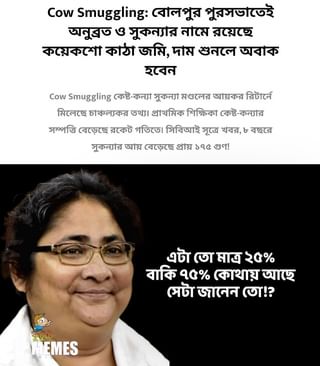 Cow Smuggling: বোলপুর পুরসভাতেই
অনুব্রত ও সুকন্যার নামে রয়েছে
কয়েকশো কাঠা জমি, দাম শুনলে অবাক
হবেন
Cow Smuggling কেষ্ট-কন্যা সুকন্যা মণ্ডলের আয়কর রিটার্নে
মিলেছে চাঞ্চল্যকর তথ্য। প্রাথমিক শিক্ষিকা কেষ্ট-কন্যার
সম্পত্তি বেড়েছে রকেট গতিতে। সিবিআই সূত্রে খবর, ৮ বছরে
সুকন্যার আয় বেড়েছে প্রায় ১৭৫ গুণ!
এটা তো মাত্র ২৫%
বাকি ৭৫% কোথায় আছে
সেটা জানেন তো!?
MEMES